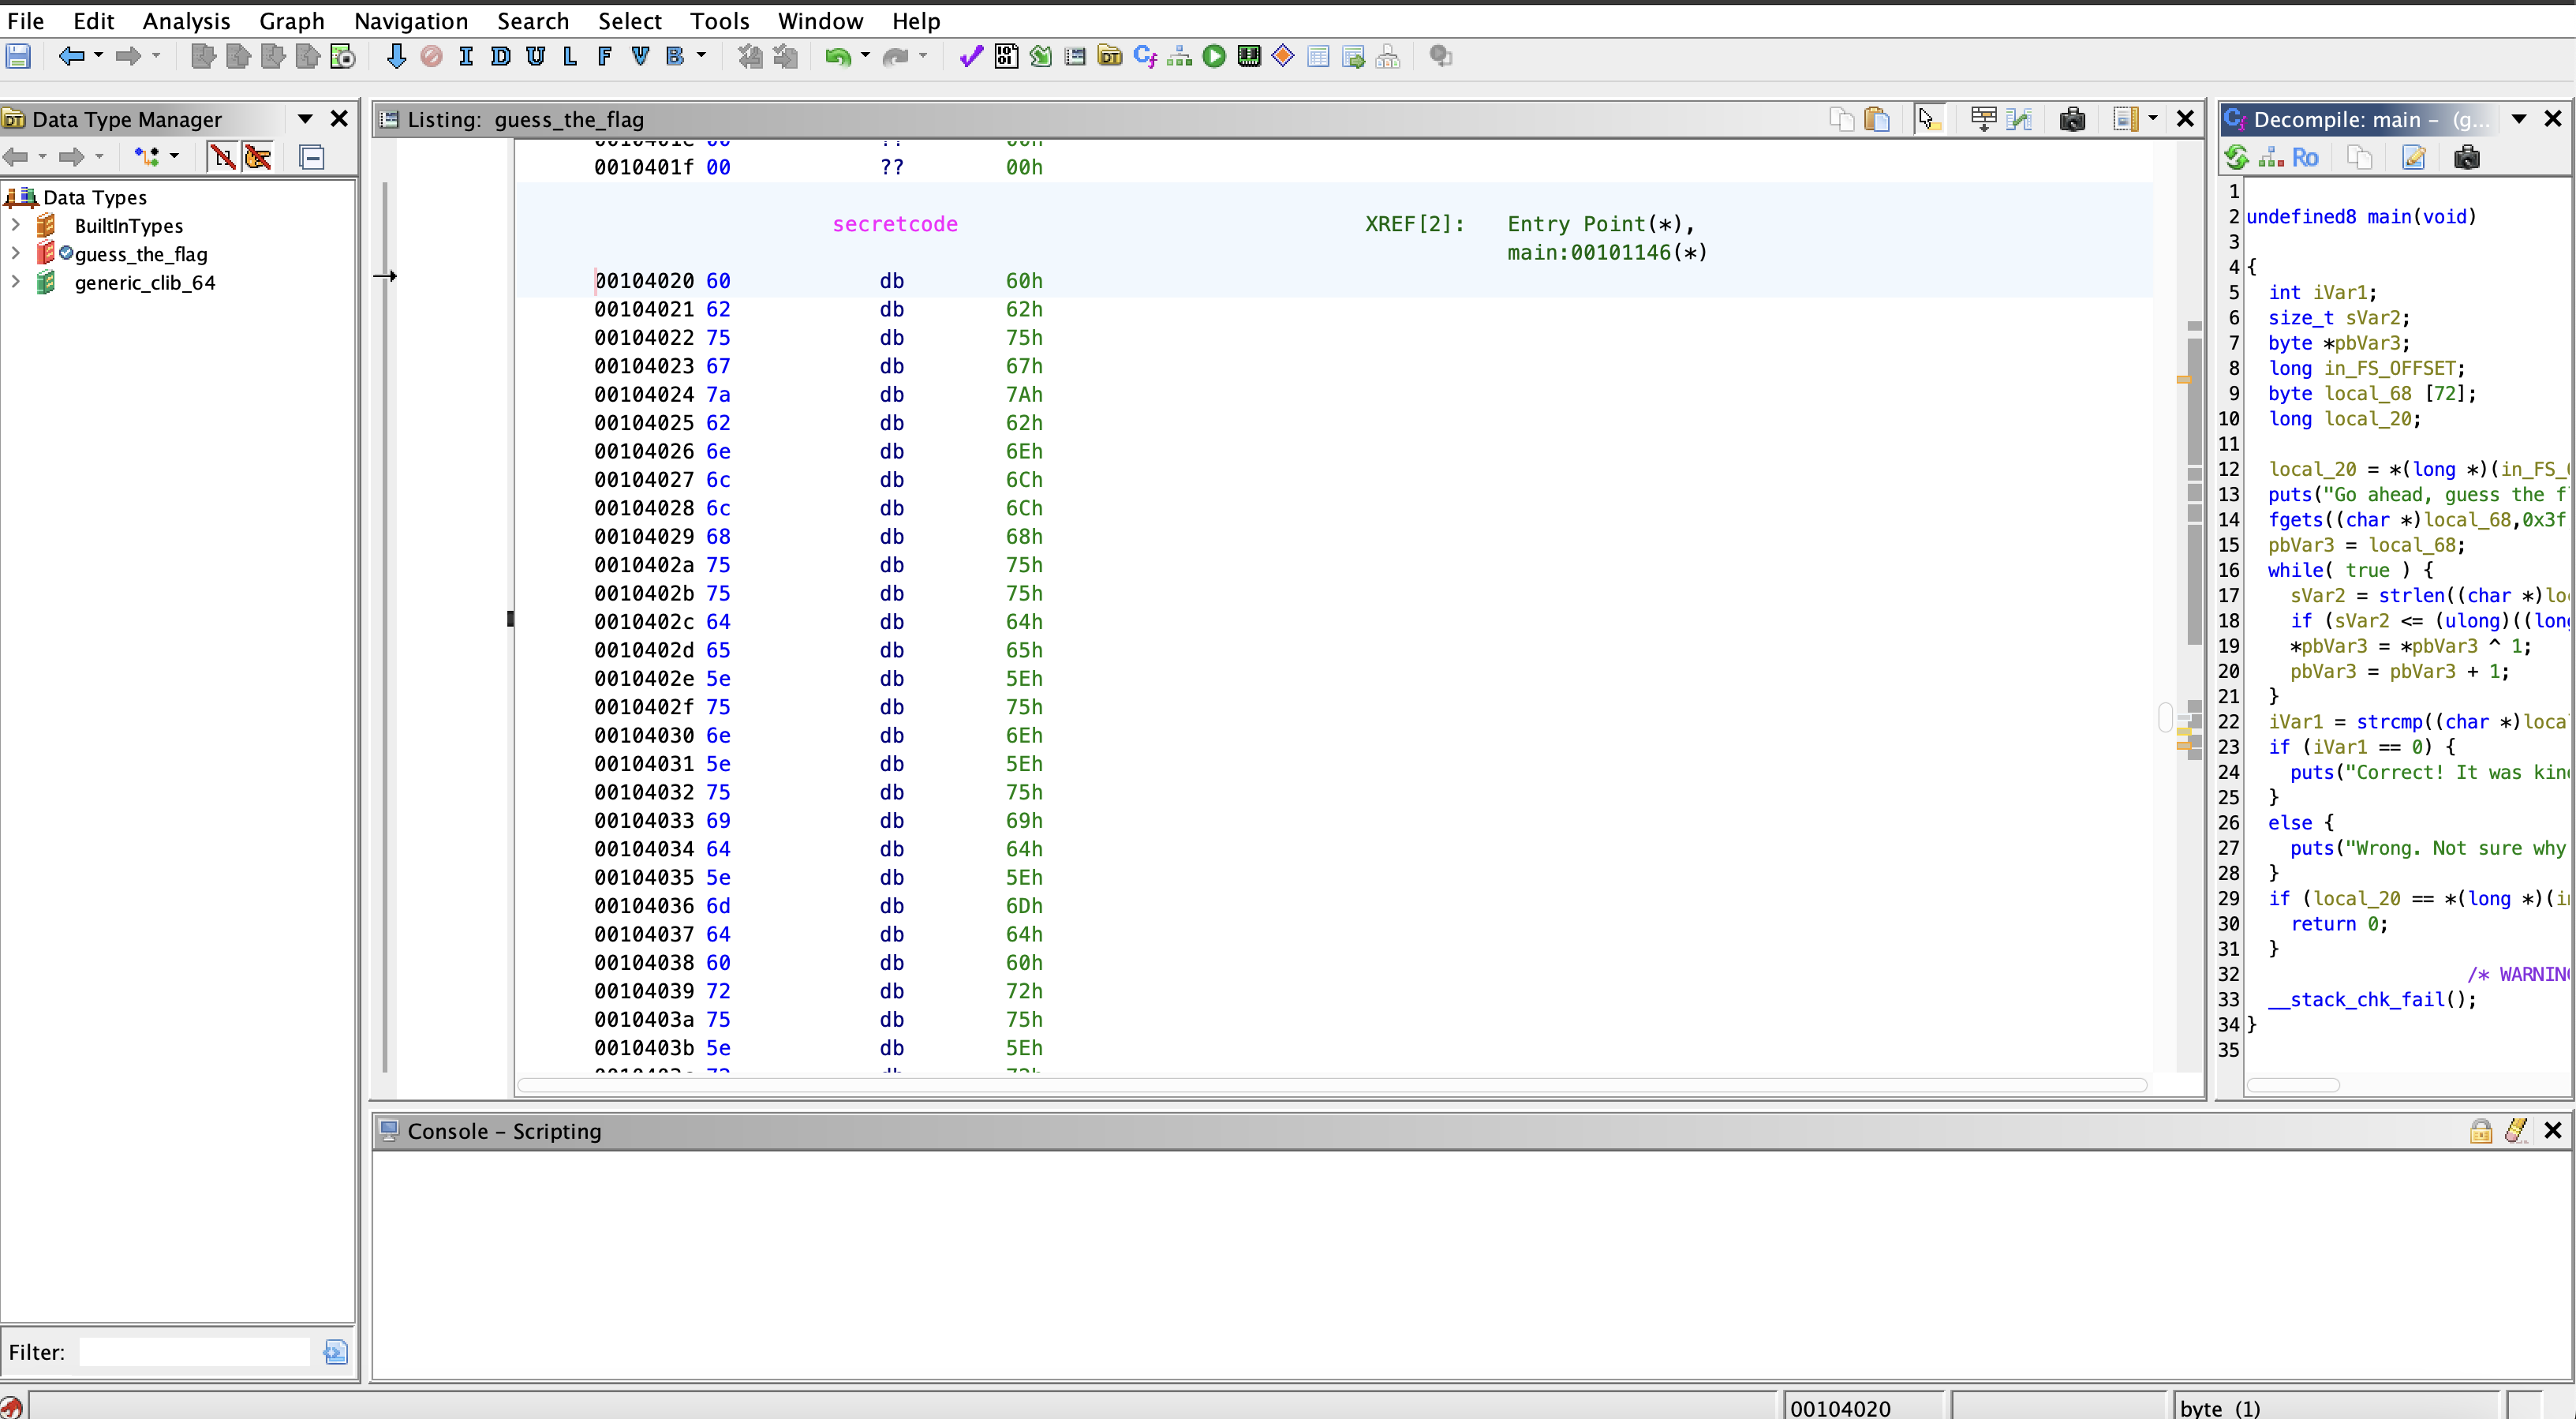 File Edit Analysis Graph Navigation Search Select Tools Window Help
I D U L F V B
Data Type Manager
Data Types
BuiltInTypes
guess_the_flag
generic_clib_64
Filter:
Listing: guess_the_flag
0010401f 00 ?? 00h
secretcode XREF[2]: Entry Point(*),
main:00101146(*)
00104020 60 db 60h
00104021 62 db 62h
00104022 75 db 75h
00104023 67 db 67h
00104024 7a db 7Ah
00104025 62 db 62h
00104026 6e db 6Eh
00104027 6c db 6Ch
00104028 6c db 6Ch
00104029 68 db 68h
0010402a 75 db 75h
0010402b 75 db 75h
0010402c 64 db 64h
0010402d 65 db 65h
0010402e 5e db 5Eh
0010402f 75 db 75h
00104030 6e db 6Eh
00104031 5e db 5Eh
00104032 75 db 75h
00104033 69 db 69h
00104034 64 db 64h
00104035 5e db 5Eh
00104036 6d db 6Dh
00104037 64 db 64h
00104038 60 db 60h
00104039 72 db 72h
0010403a 75 db 75h
0010403b 5e db 5Eh
Decompile: main – (g...
Ro
1
2 undefined8 main(void)
3
4 {
5 int iVar1;
6 size_t sVar2;
7 byte *pbVar3;
8 long in_FS_OFFSET;
9 byte local_68 [72];
10 long local_20;
11
12 local_20 = *(long *)(in_FS_
13 puts("Go ahead, guess the f
14 fgets((char *)local_68,0x3f
15 pbVar3 = local_68;
16 while( true ) {
17 sVar2 = strlen((char *)lo
18 if (sVar2 <= (ulong)((lon
19 *pbVar3 = *pbVar3 ^ 1;
20 pbVar3 = pbVar3 + 1;
21 }
22 iVar1 = strcmp((char *)loca
23 if (iVar1 == 0) {
24 puts("Correct! It was kin
25 }
26 else {
27 puts("Wrong. Not sure why
28 }
29 if (local_20 == *(long *)(i
30 return 0;
31 }
32 /* WARNIN
33 __stack_chk_fail();
34 }
35
Console – Scripting
00104020
byte (1)